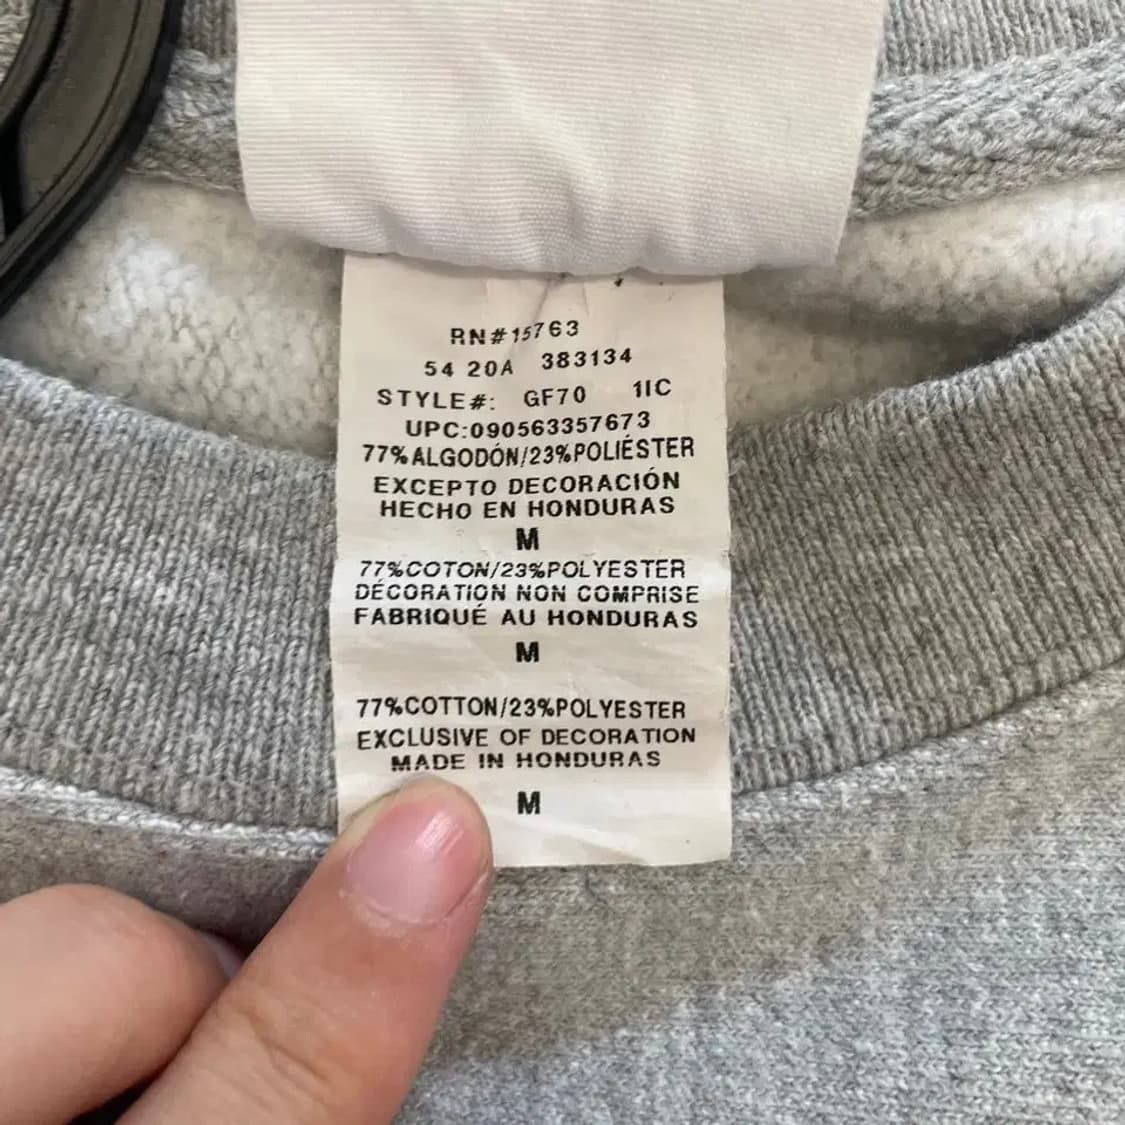 RN#15763
54 20A 383134
STYLE#: GF70 1IC
UPC:090563357673
77%ALGODÓN/23%POLIÉSTER
EXCEPTO DECORACIÓN
HECHO EN HONDURAS
M
77%COTON/23%POLYESTER
DÉCORATION NON COMPRISE
FABRIQUÉ AU HONDURAS
M
77%COTTON/23%POLYESTER
EXCLUSIVE OF DECORATION
MADE IN HONDURAS
M